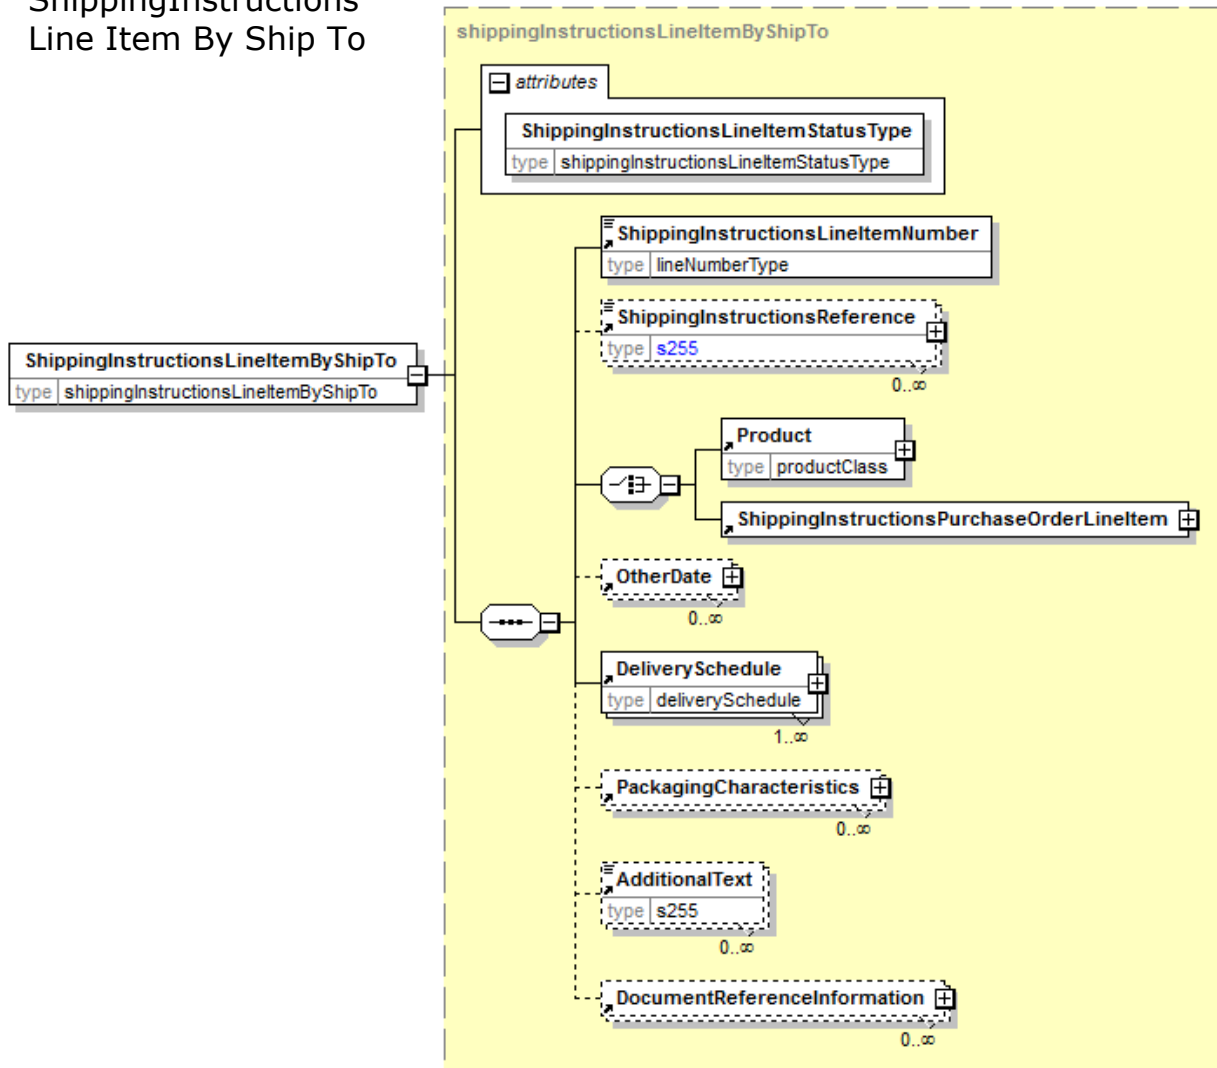 ShippingInstructions
Line Item By Ship To
shippingInstructionsLineItemByShipTo
attributes
ShippingInstructionsLineItemStatusType
type shippingInstructionsLineItemStatusType
ShippingInstructionsLineItemNumber
type lineNumberType
ShippingInstructionsReference
type s255
0..∞
ShippingInstructionsLineItemByShipTo
type shippingInstructionsLineItemByShipTo
Product
type productClass
ShippingInstructionsPurchaseOrderLineItem
OtherDate
0..∞
DeliverySchedule
type deliverySchedule
1..∞
PackagingCharacteristics
0..∞
AdditionalText
type s255
0..∞
DocumentReferenceInformation
0..∞